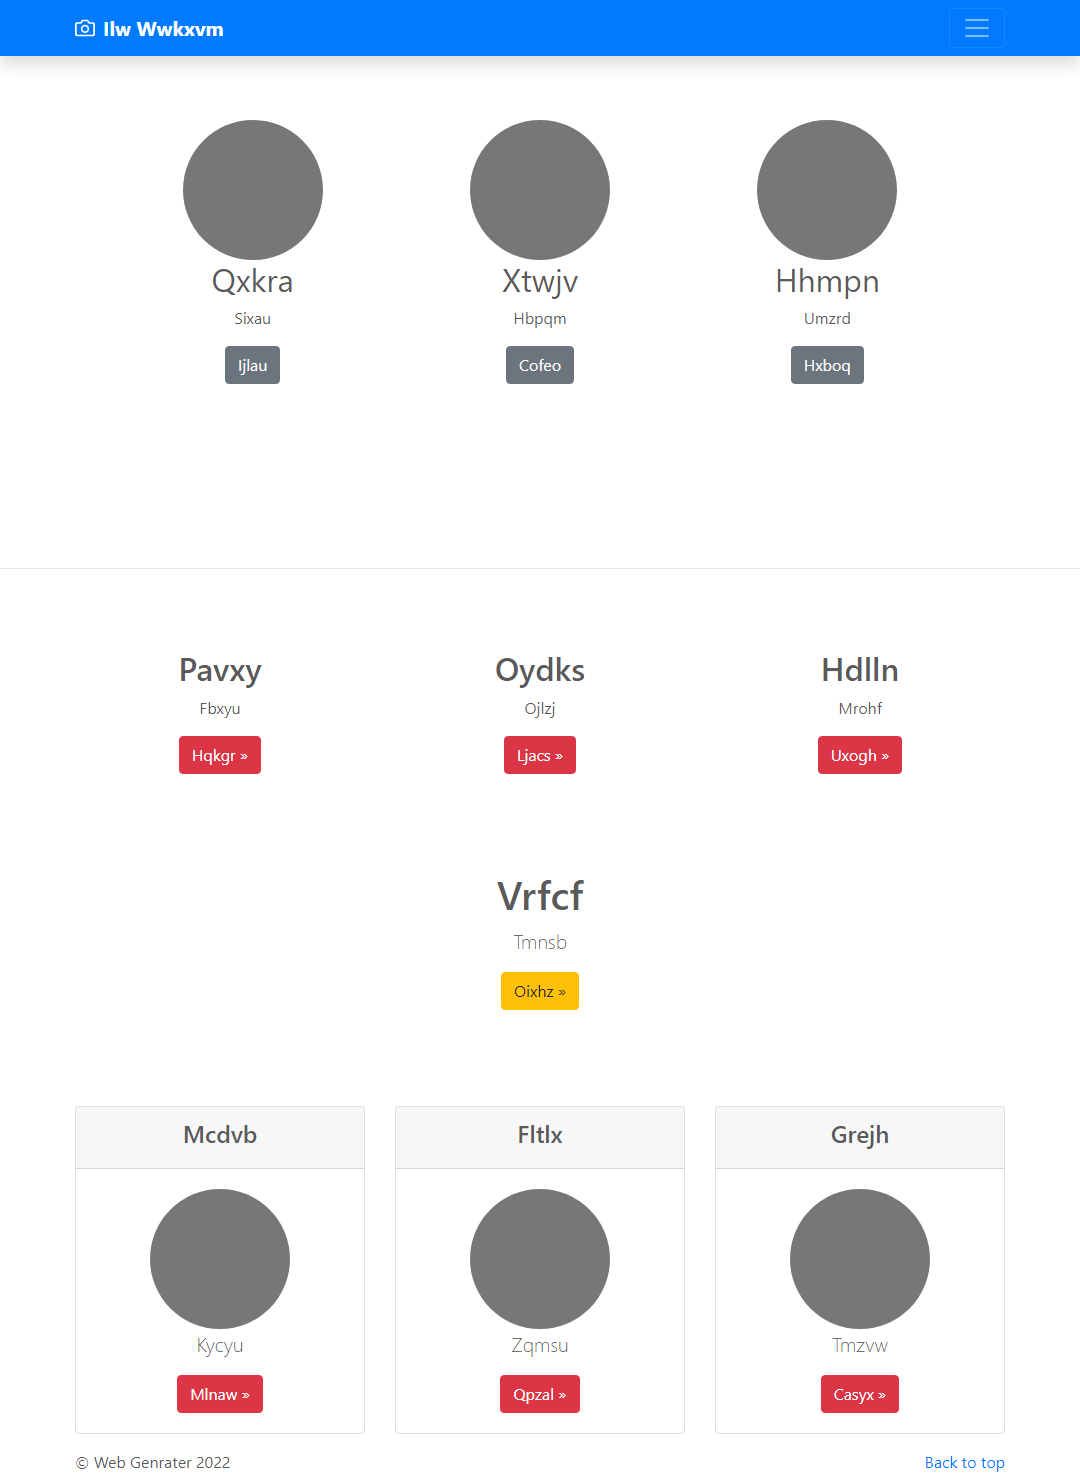 Ilw Wwkxvm
Qxkra
Xtwjv
Hhmpn
Sixau
Hbpqm
Umzrd
Ijlau
Cofeo
Hxboq
Pavxy
Oydks
Hdlln
Fbxyu
Ojlzj
Mrohf
Hqkgr »
Ljacs »
Uxogh »
Vrfcf
Tmnsb
Oixhz »
Mcdvb
Fltlx
Grejh
Kycyu
Zqmsu
Tmzvw
Mlnaw »
Qpzal »
Casyx »
© Web Genrater 2022
Back to top